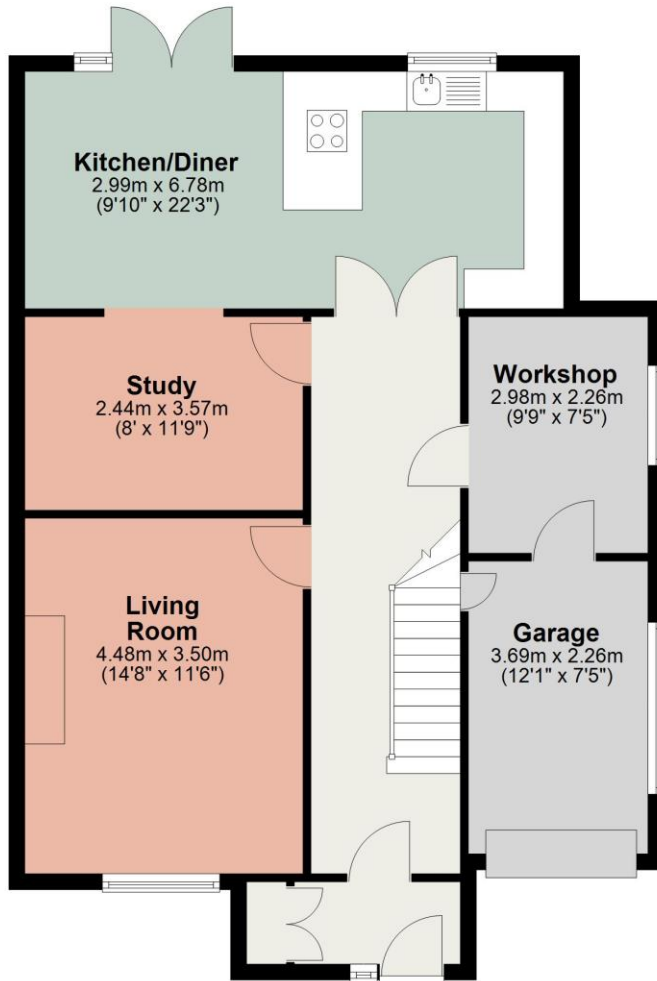 Kitchen/Diner
2.99m x 6.78m
(9'10" x 22'3")
Study
2.44m x 3.57m
(8' x 11'9")
Workshop
2.98m x 2.26m
(9'9" x 7'5")
Living
Room
4.48m x 3.50m
(14'8" x 11'6")
Garage
3.69m x 2.26m
(12'1" x 7'5")